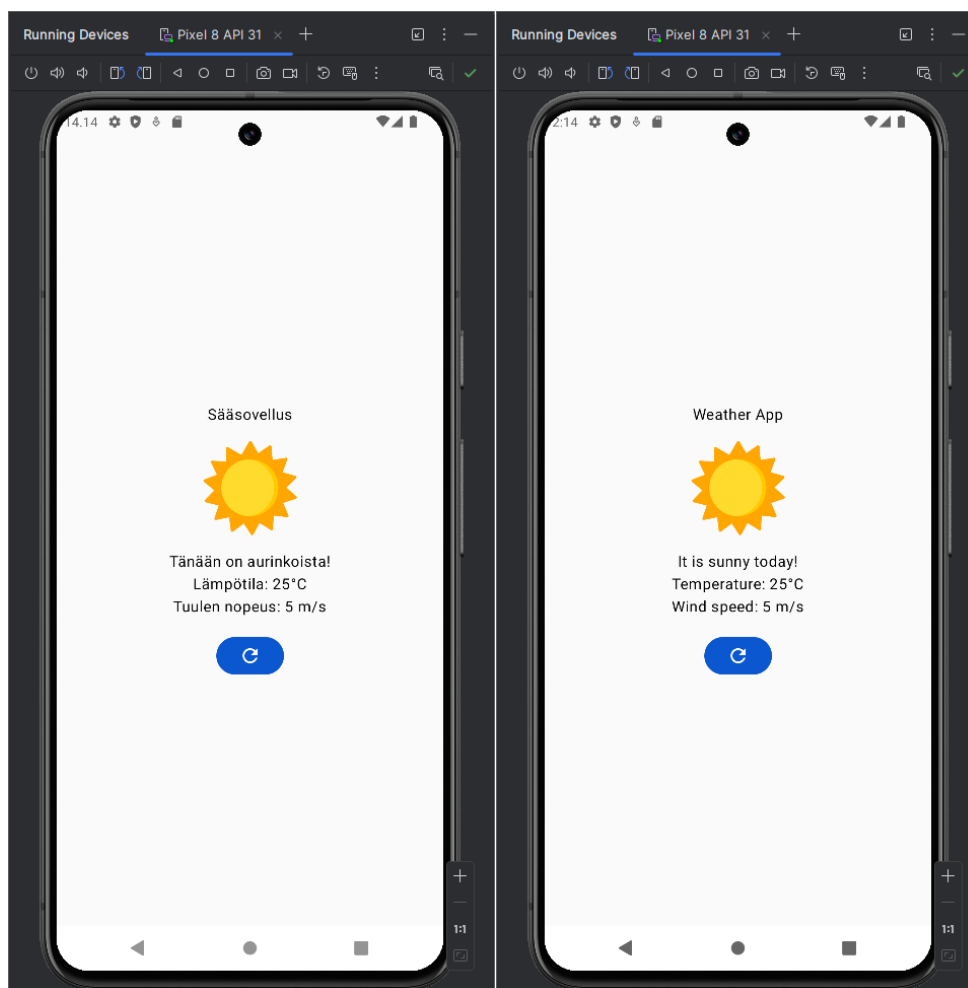 Running Devices Pixel 8 API 31
14.14
Sääsovellus
Tänään on aurinkoista!
Lämpötila: 25°C
Tuulen nopeus: 5 m/s
1:1
Running Devices Pixel 8 API 31
2:14
Weather App
It is sunny today!
Temperature: 25°C
Wind speed: 5 m/s
1:1